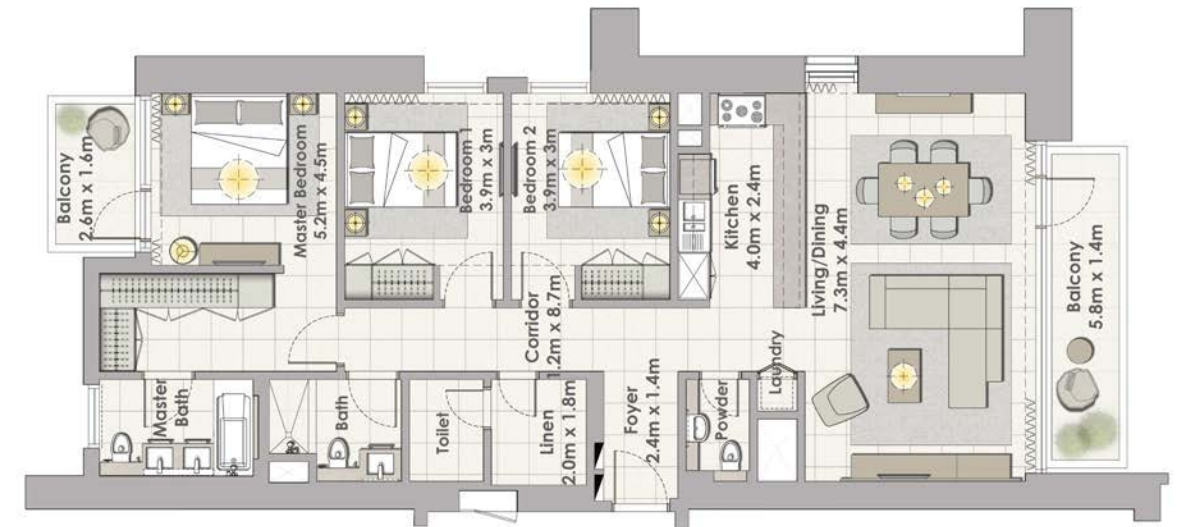 Balcony
2.6m x 1.6m
Master Bedroom
5.2m x 4.5m
Bedroom 1
3.9m x 3m
Bedroom 2
3.9m x 3m
Kitchen
4.0m x 2.4m
Living/Dining
7.3m x 4.4m
Balcony
5.8m x 1.4m
Corridor
1.2m x 8.7m
Master
Bath
Bath
Toilet
Linen
2.0m x 1.8m
Foyer
2.4m x 1.4m
Powder
Laundry